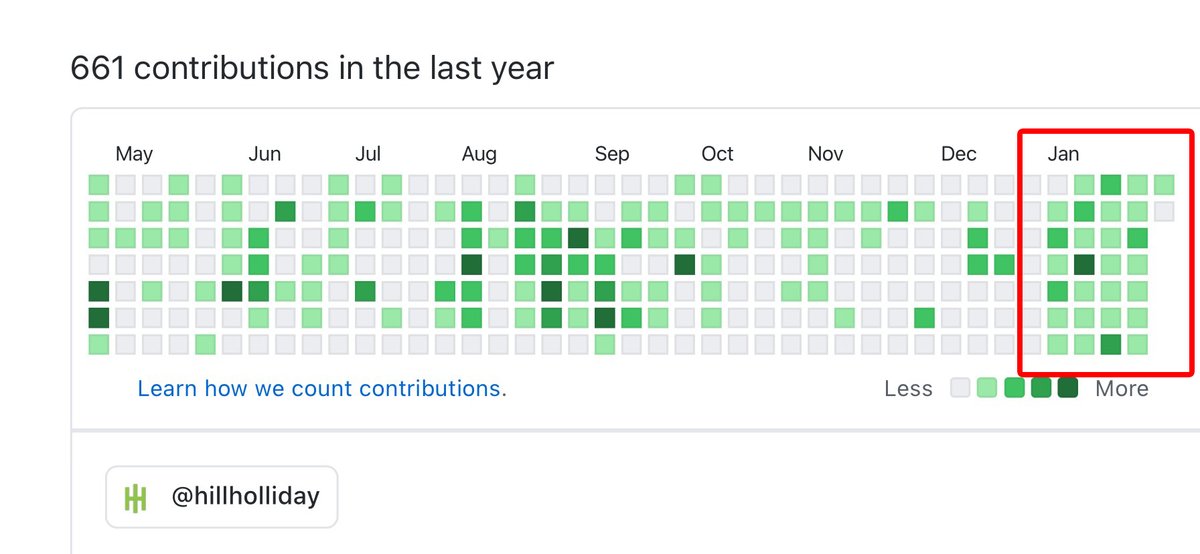 661 contributions in the last year
May Jun Jul Aug Sep Oct Nov Dec Jan
Learn how we count contributions. Less More
@hillholliday